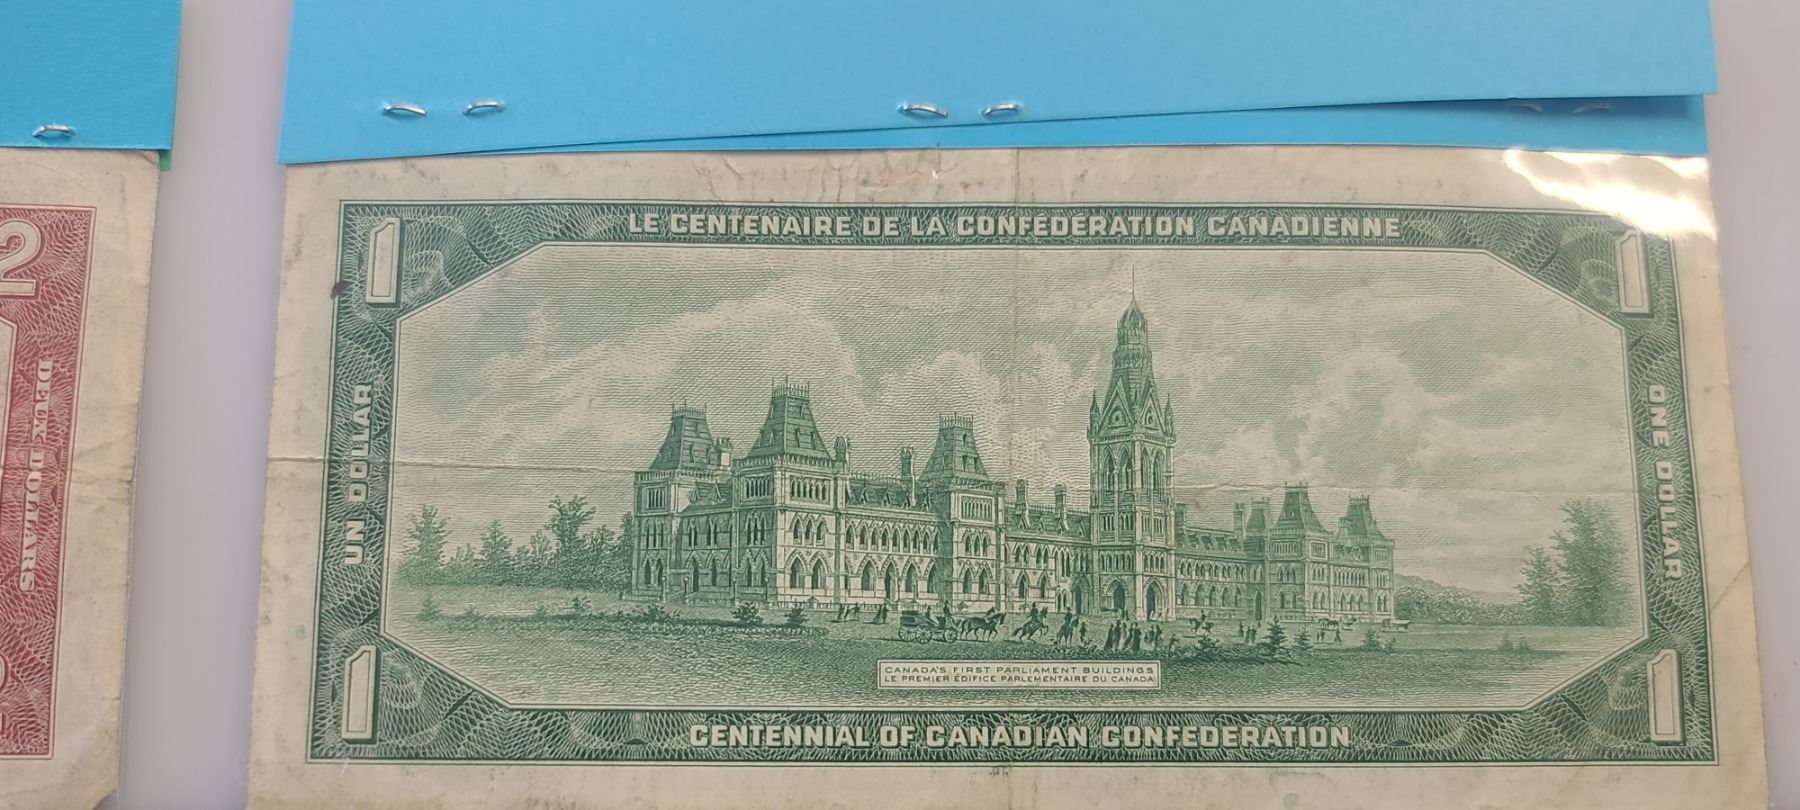 2
DEUX DOLLARS
LE CENTENAIRE DE LA CONFÉDÉRATION CANADIENNE
1
1
UN DOLLAR
ONE DOLLAR
CANADA'S FIRST PARLIAMENT BUILDINGS
LE PREMIER ÉDIFICE PARLEMENTAIRE DU CANADA
1
1
CENTENNIAL OF CANADIAN CONFEDERATION